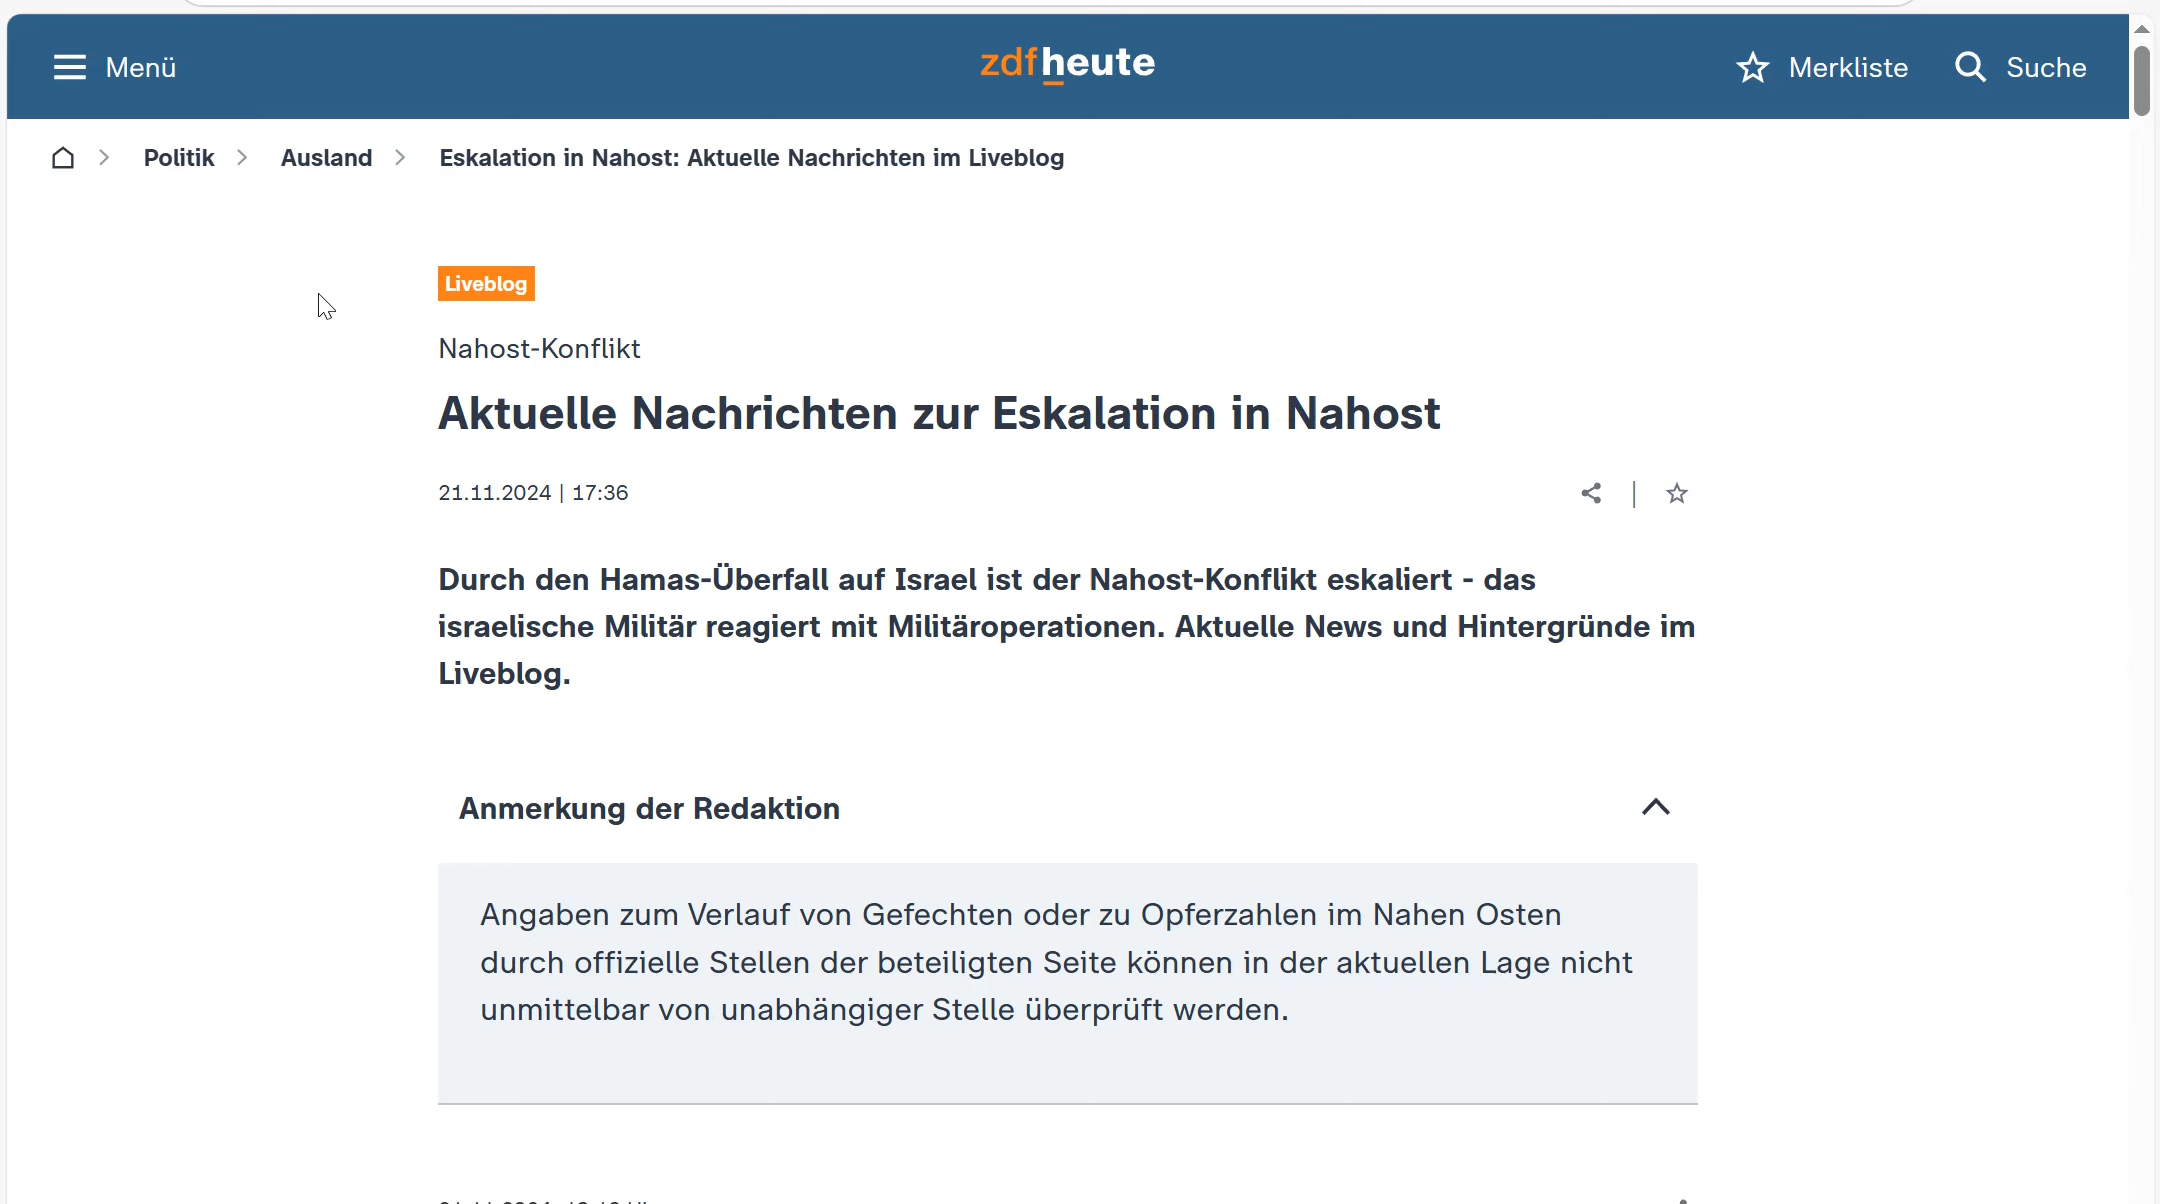 Menü
zdfheute
Merkliste
Suche
Politik
Ausland
Eskalation in Nahost: Aktuelle Nachrichten im Liveblog
Liveblog
Nahost-Konflikt
Aktuelle Nachrichten zur Eskalation in Nahost
21.11.2024 | 17:36
Durch den Hamas-Überfall auf Israel ist der Nahost-Konflikt eskaliert - das
israelische Militär reagiert mit Militäroperationen. Aktuelle News und Hintergründe im
Liveblog.
Anmerkung der Redaktion
Angaben zum Verlauf von Gefechten oder zu Opferzahlen im Nahen Osten
durch offizielle Stellen der beteiligten Seite können in der aktuellen Lage nicht
unmittelbar von unabhängiger Stelle überprüft werden.